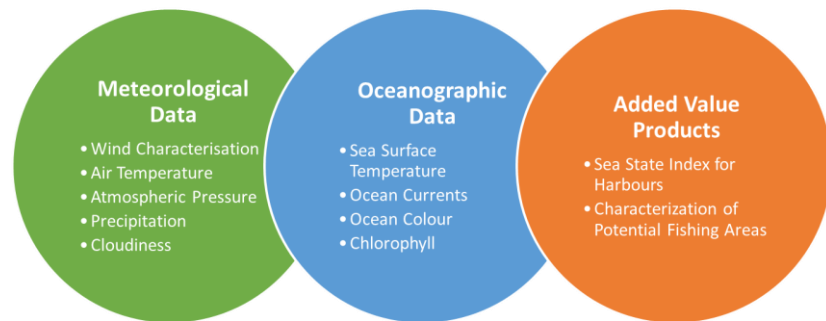 Meteorological
Data
• Wind Characterisation
• Air Temperature
• Atmospheric Pressure
• Precipitation
• Cloudiness
Oceanographic
Data
• Sea Surface
Temperature
• Ocean Currents
• Ocean Colour
• Chlorophyll
Added Value
Products
• Sea State Index for
Harbours
• Characterization of
Potential Fishing Areas